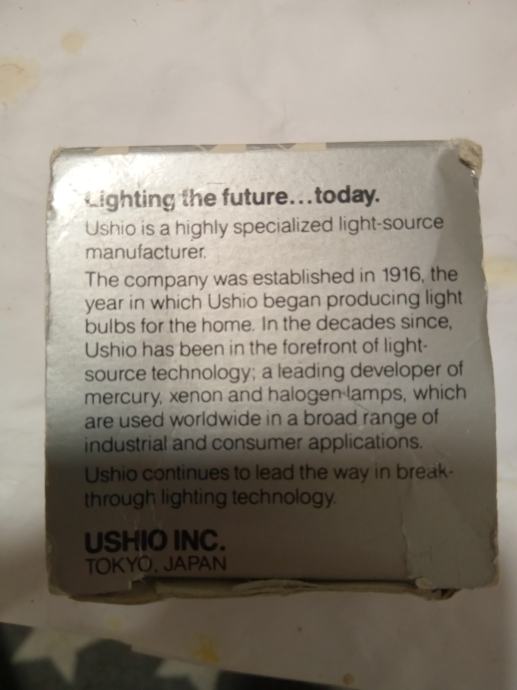 Lighting the future...today.
Ushio is a highly specialized light-source
manufacturer.
The company was established in 1916, the
year in which Ushio began producing light
bulbs for the home. In the decades since,
Ushio has been in the forefront of light-
source technology; a leading developer of
mercury, xenon and halogen lamps, which
are used worldwide in a broad range of
industrial and consumer applications.
Ushio continues to lead the way in break-
through lighting technology.
USHIO INC.
TOKYO, JAPAN